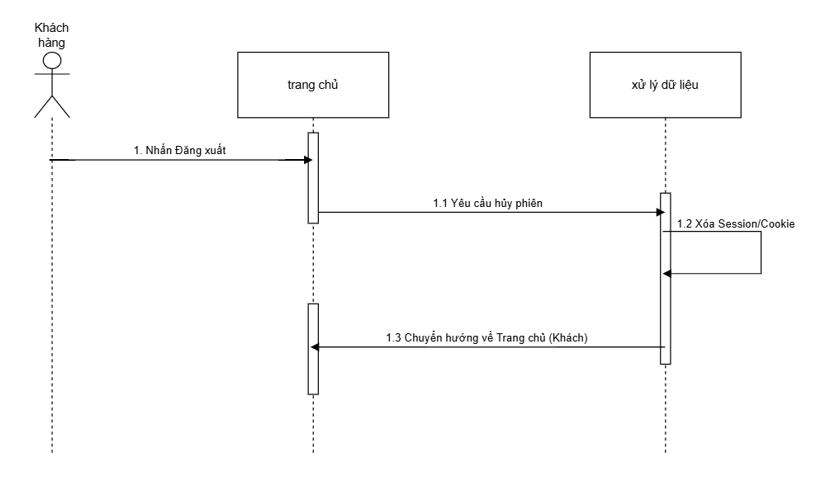 Khách
hàng
trang chủ
xử lý dữ liệu
1. Nhấn Đăng xuất
1.1 Yêu cầu hủy phiên
1.2 Xóa Session/Cookie
1.3 Chuyển hướng về Trang chủ (Khách)